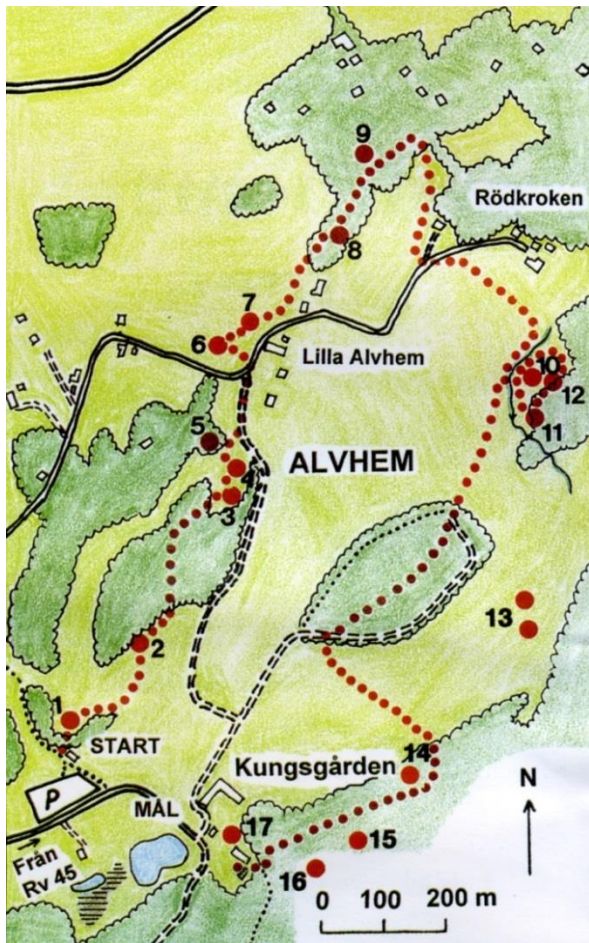 9
Rödkroken
8
7
6
Lilla Alvhem
10
12
11
5
ALVHEM
4
3
13
2
1
START
14
Kungsgården
N
P
MÅL
17
15
Från
Rv 45
16
0 100 200 m